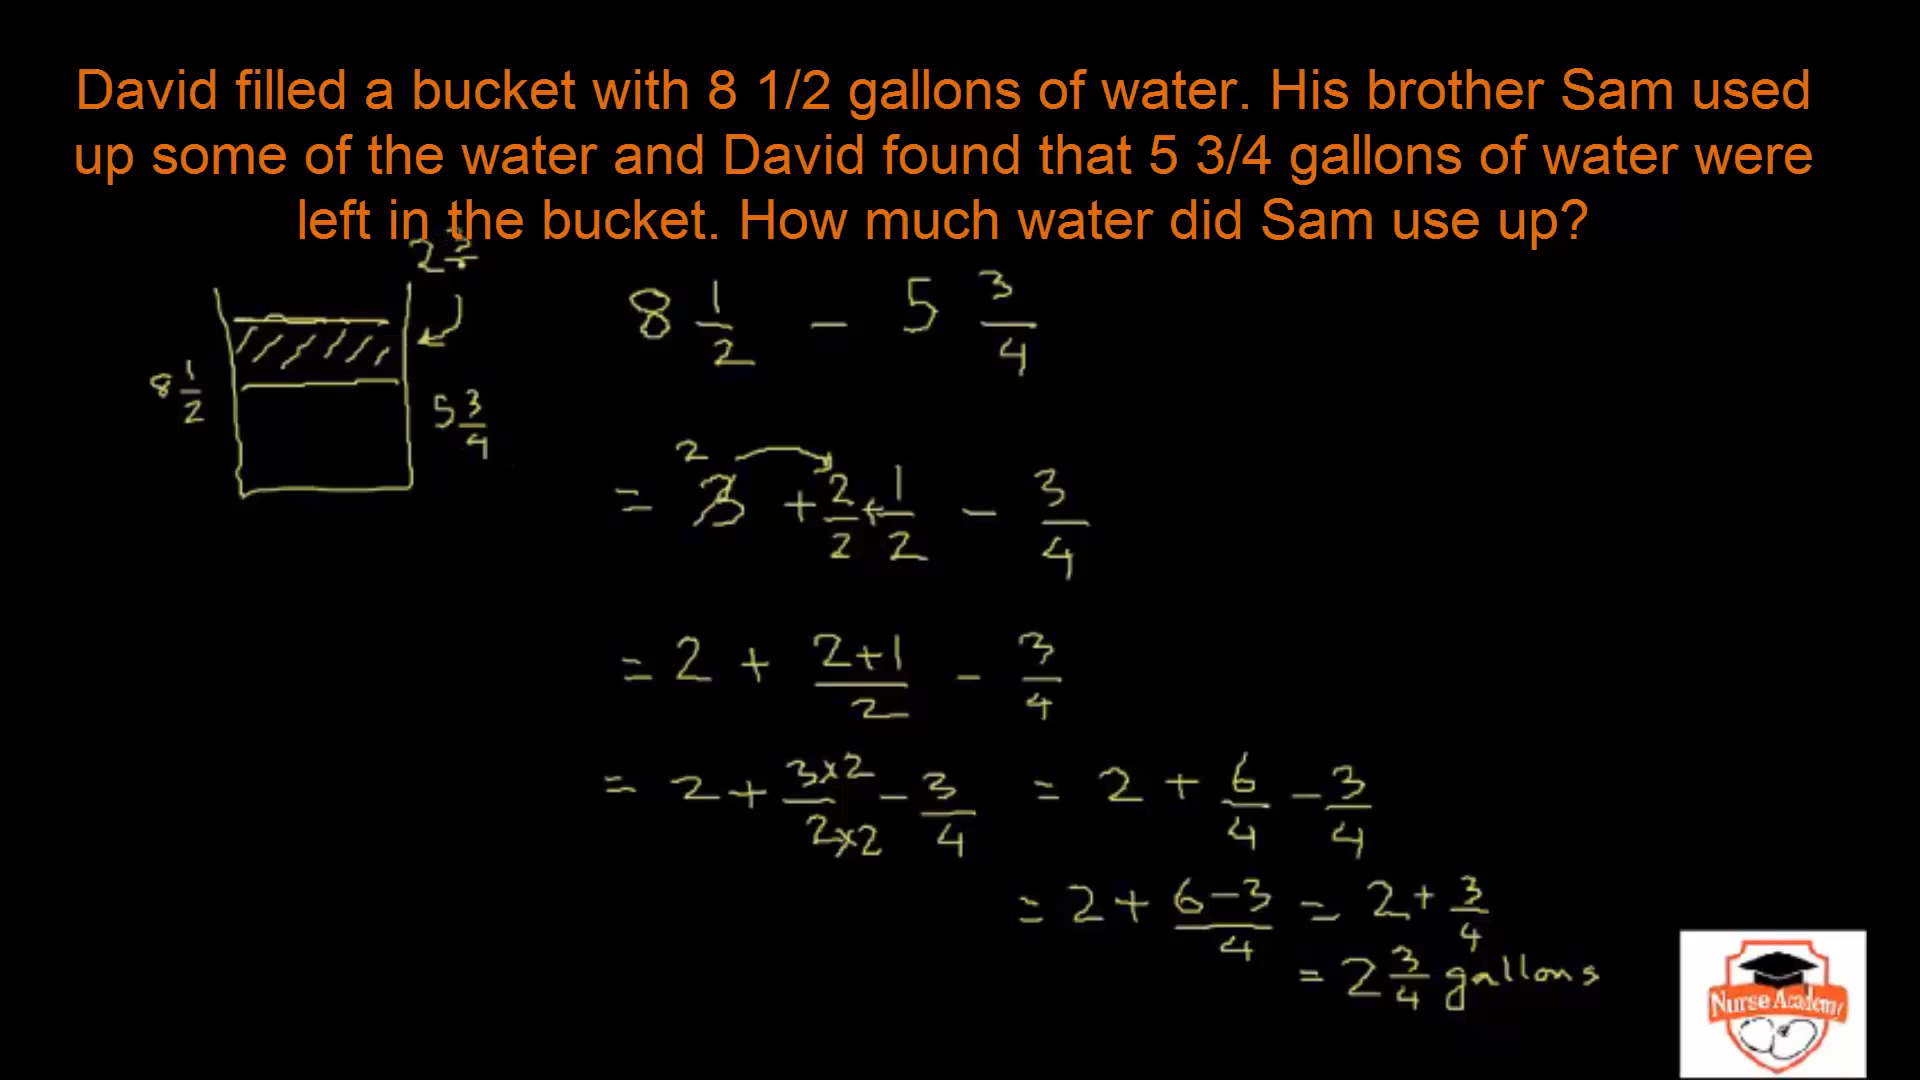 David filled a bucket with 8 1/2 gallons of water. His brother Sam used
up some of the water and David found that 5 3/4 gallons of water were
left in the bucket. How much water did Sam use up?
8 1/2
5 3/4
8 1/2 - 5 3/4
2
= 3 + 2/2 + 1/2 - 3/4
= 2 + (2+1)/2 - 3/4
= 2 + (3×2)/(2×2) - 3/4 = 2 + 6/4 - 3/4
= 2 + (6-3)/4 = 2 + 3/4
= 2 3/4 gallons
Nurse Academy